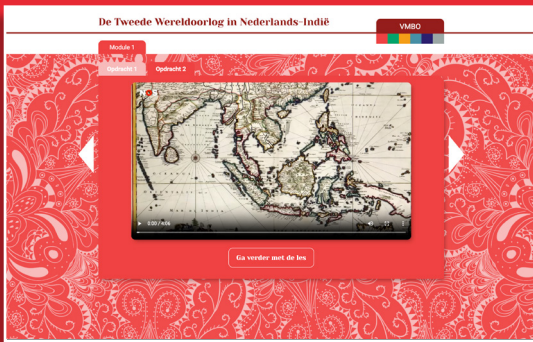 De Tweede Wereldoorlog in Nederlands-Indië
VMBO
Module 1
Opdracht 1
Opdracht 2
0:00 / 4:06
Ga verder met de les